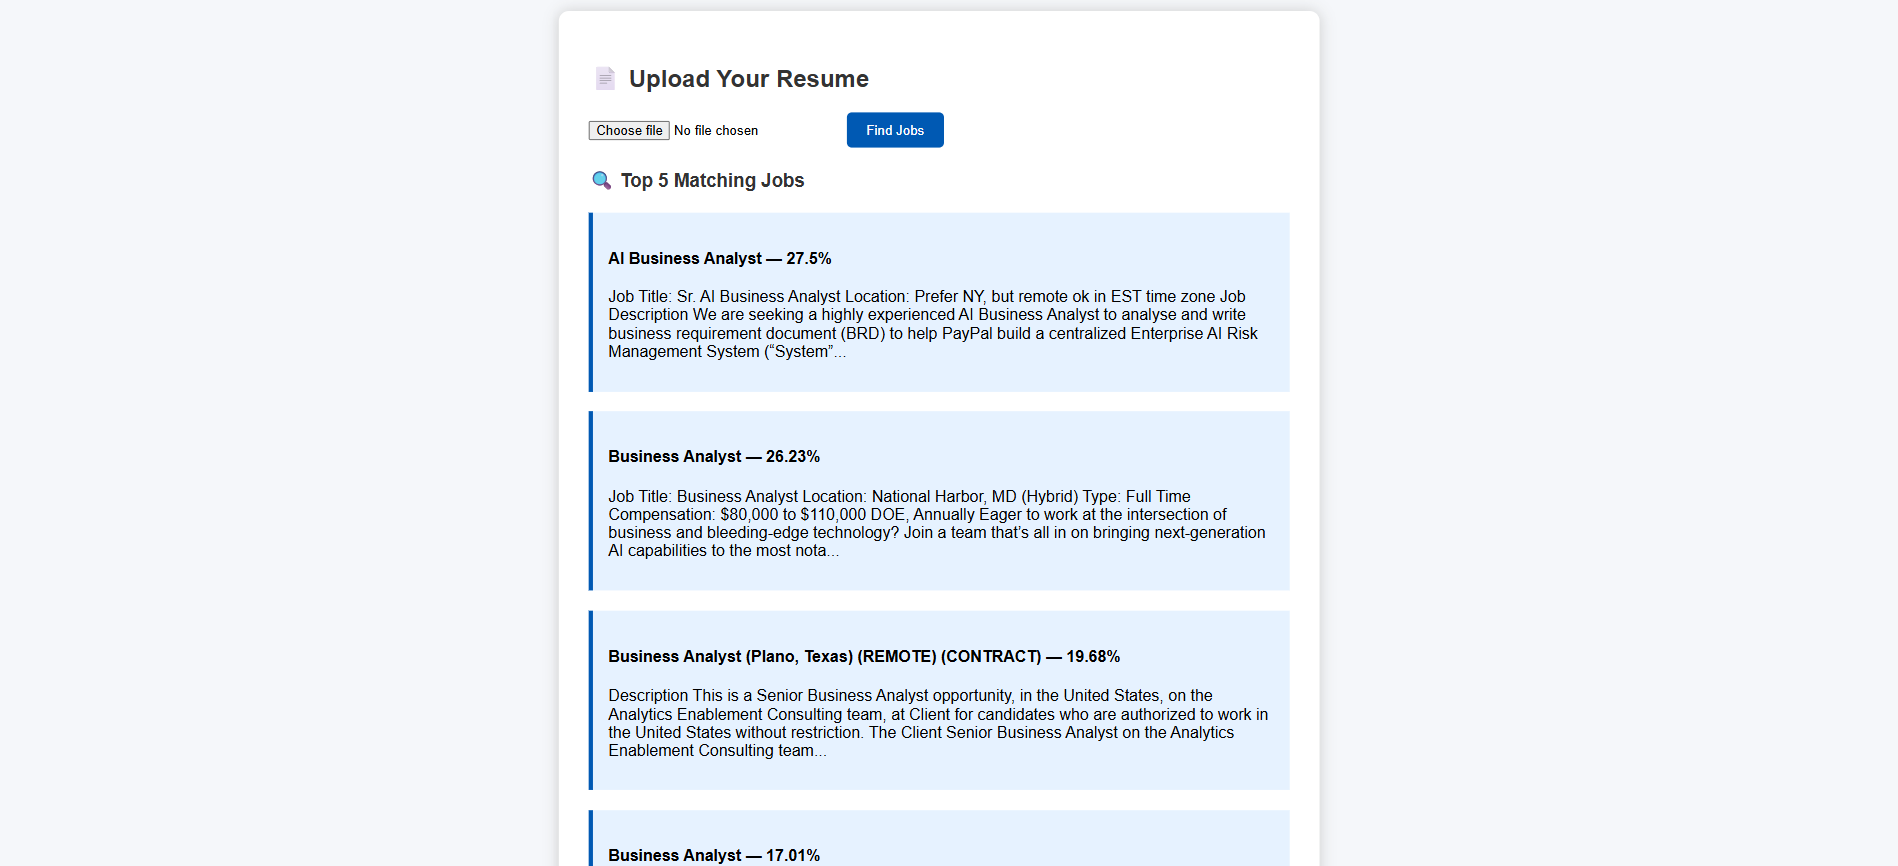 Upload Your Resume
Choose file No file chosen
Find Jobs
Top 5 Matching Jobs
AI Business Analyst — 27.5%
Job Title: Sr. AI Business Analyst Location: Prefer NY, but remote ok in EST time zone Job
Description We are seeking a highly experienced AI Business Analyst to analyse and write
business requirement document (BRD) to help PayPal build a centralized Enterprise AI Risk
Management System (“System”...
Business Analyst — 26.23%
Job Title: Business Analyst Location: National Harbor, MD (Hybrid) Type: Full Time
Compensation: $80,000 to $110,000 DOE, Annually Eager to work at the intersection of
business and bleeding-edge technology? Join a team that’s all in on bringing next-generation
AI capabilities to the most nota...
Business Analyst (Plano, Texas) (REMOTE) (CONTRACT) — 19.68%
Description This is a Senior Business Analyst opportunity, in the United States, on the
Analytics Enablement Consulting team, at Client for candidates who are authorized to work in
the United States without restriction. The Client Senior Business Analyst on the Analytics
Enablement Consulting team...
Business Analyst — 17.01%